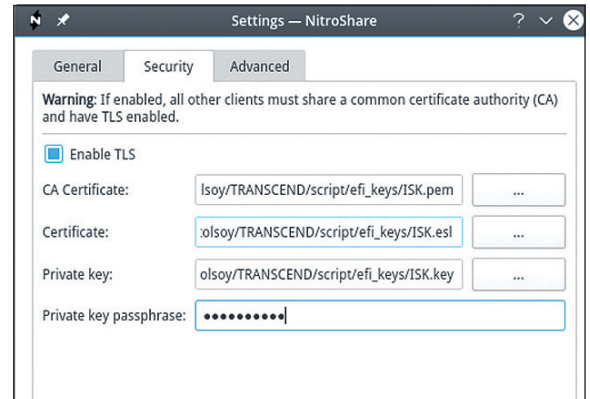 Settings — NitroShare
General Security Advanced
Warning: If enabled, all other clients must share a common certificate authority (CA)
and have TLS enabled.
Enable TLS
CA Certificate: lsoy/TRANSCEND/script/efi_keys/ISK.pem ...
Certificate: :olsoy/TRANSCEND/script/efi_keys/ISK.esl ...
Private key: olsoy/TRANSCEND/script/efi_keys/ISK.key ...
Private key passphrase: ●●●●●●●●●●